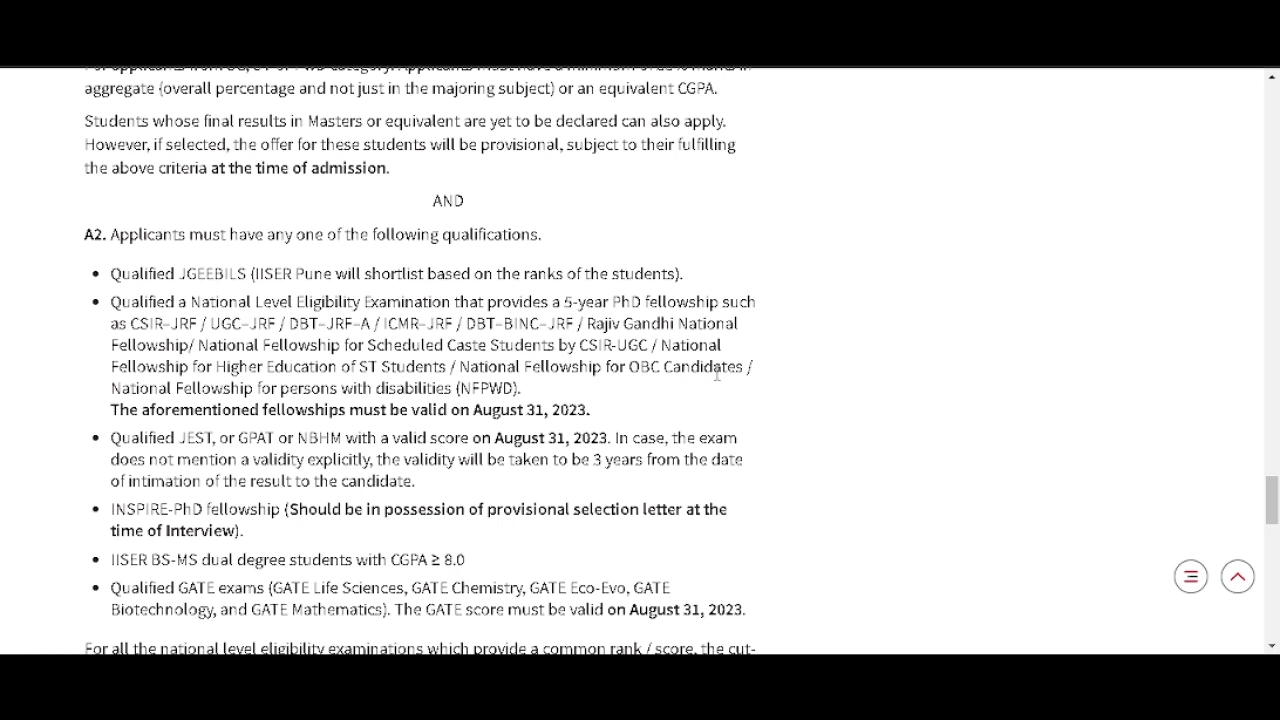 aggregate (overall percentage and not just in the majoring subject) or an equivalent CGPA.
Students whose final results in Masters or equivalent are yet to be declared can also apply.
However, if selected, the offer for these students will be provisional, subject to their fulfilling
the above criteria at the time of admission.
AND
A2. Applicants must have any one of the following qualifications.
• Qualified JGEEBILS (IISER Pune will shortlist based on the ranks of the students).
• Qualified a National Level Eligibility Examination that provides a 5-year PhD fellowship such
as CSIR–JRF / UGC–JRF / DBT–JRF–A / ICMR–JRF / DBT–BINC–JRF / Rajiv Gandhi National
Fellowship/ National Fellowship for Scheduled Caste Students by CSIR-UGC / National
Fellowship for Higher Education of ST Students / National Fellowship for OBC Candidates /
National Fellowship for persons with disabilities (NFPWD).
The aforementioned fellowships must be valid on August 31, 2023.
• Qualified JEST, or GPAT or NBHM with a valid score on August 31, 2023. In case, the exam
does not mention a validity explicitly, the validity will be taken to be 3 years from the date
of intimation of the result to the candidate.
• INSPIRE-PhD fellowship (Should be in possession of provisional selection letter at the
time of Interview).
• IISER BS-MS dual degree students with CGPA ≥ 8.0
• Qualified GATE exams (GATE Life Sciences, GATE Chemistry, GATE Eco-Evo, GATE
Biotechnology, and GATE Mathematics). The GATE score must be valid on August 31, 2023.
For all the national level eligibility examinations which provide a common rank / score, the cut-